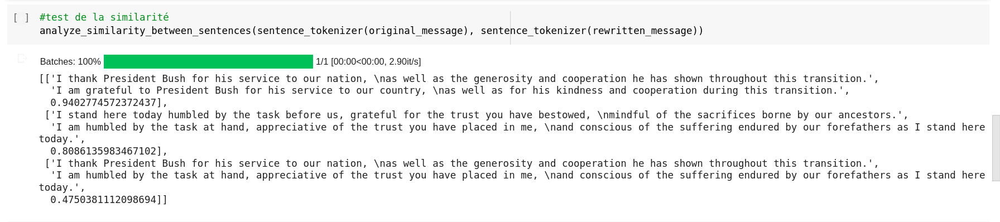 [ ] #test de la similarité
analyze_similarity_between_sentences(sentence_tokenizer(original_message), sentence_tokenizer(rewritten_message))
Batches: 100% 1/1 [00:00<00:00, 2.90it/s]
[['I thank President Bush for his service to our nation, \nas well as the generosity and cooperation he has shown throughout this transition.',
'I am grateful to President Bush for his service to our country, \nas well as for his kindness and cooperation during this transition.',
0.9402774572372437],
['I stand here today humbled by the task before us, grateful for the trust you have bestowed, \nmindful of the sacrifices borne by our ancestors.',
'I am humbled by the task at hand, appreciative of the trust you have placed in me, \nand conscious of the suffering endured by our forefathers as I stand here
today.',
0.8086135983467102],
['I thank President Bush for his service to our nation, \nas well as the generosity and cooperation he has shown throughout this transition.',
'I am humbled by the task at hand, appreciative of the trust you have placed in me, \nand conscious of the suffering endured by our forefathers as I stand here
today.',
0.4750381112098694]]